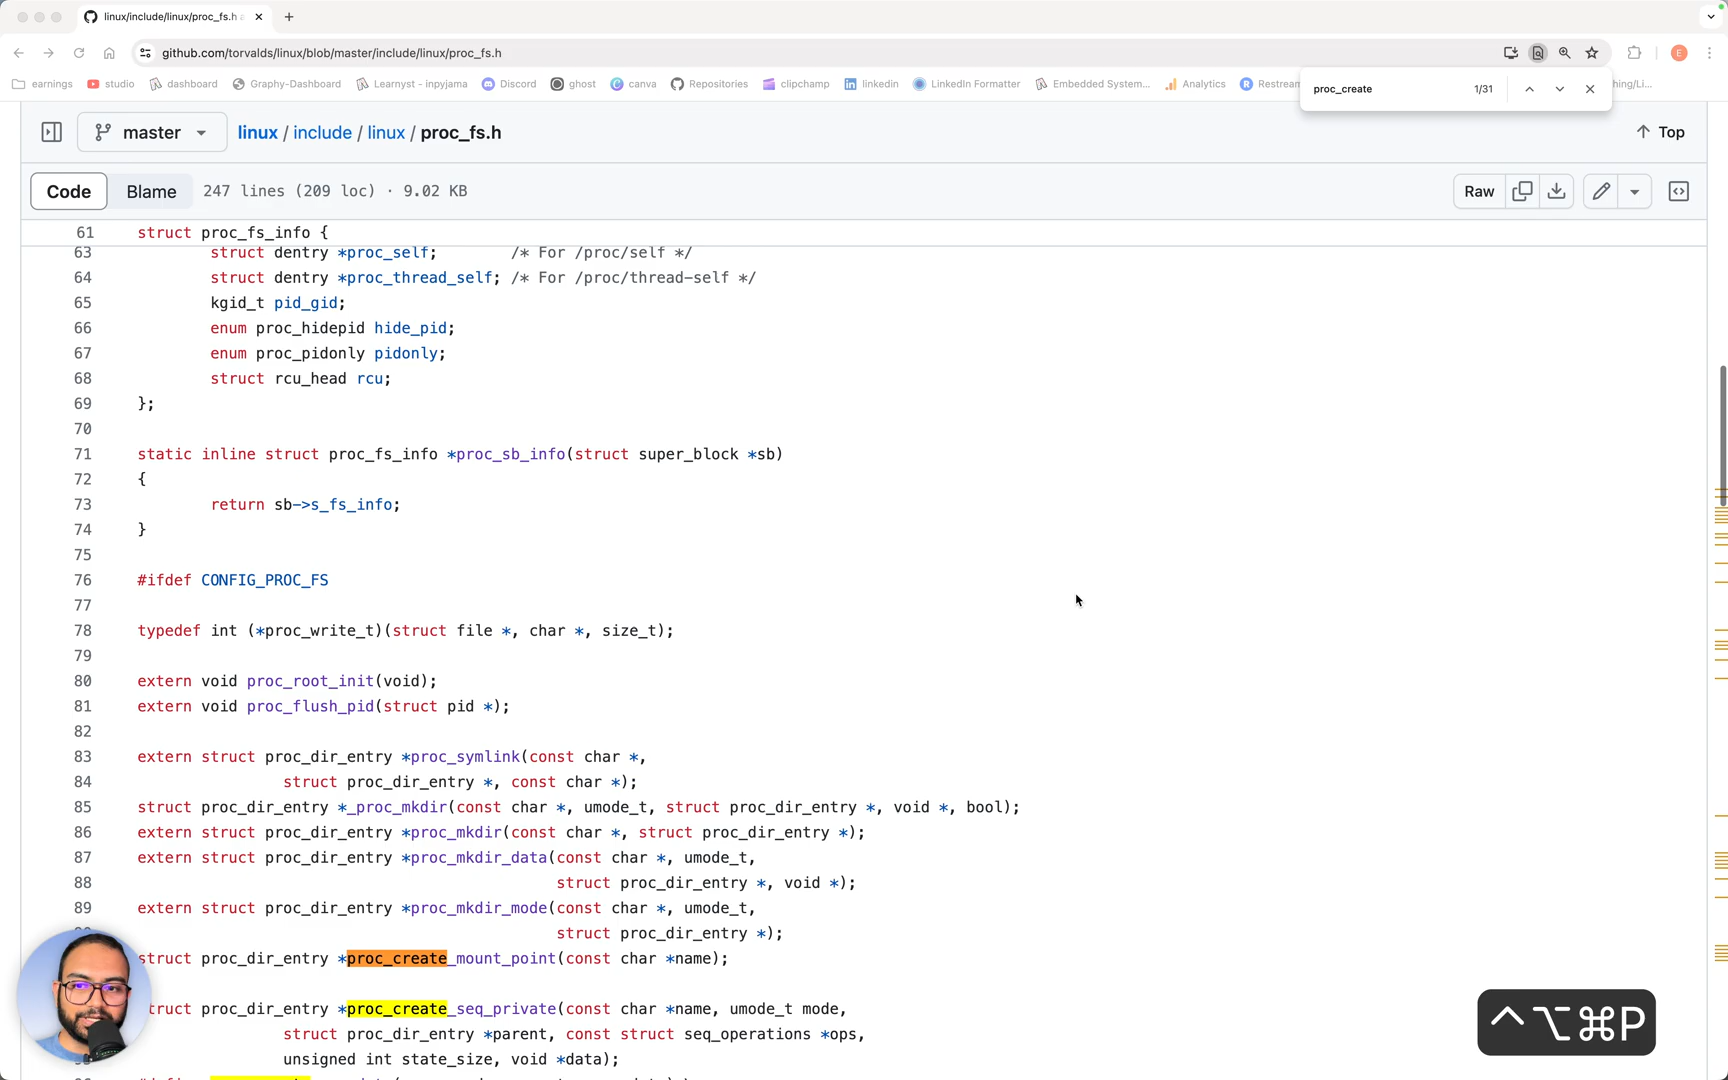 linux/include/linux/proc_fs.h
github.com/torvalds/linux/blob/master/include/linux/proc_fs.h
E
earnings studio dashboard Graphy-Dashboard Learnyst - inpyjama Discord ghost canva Repositories clipchamp linkedin LinkedIn Formatter Embedded System... Analytics Restream
proc_create 1/31
master linux / include / linux / proc_fs.h Top
Code Blame 247 lines (209 loc) · 9.02 KB Raw
61 struct proc_fs_info {
63 struct dentry *proc_self; /* For /proc/self */
64 struct dentry *proc_thread_self; /* For /proc/thread-self */
65 kgid_t pid_gid;
66 enum proc_hidepid hide_pid;
67 enum proc_pidonly pidonly;
68 struct rcu_head rcu;
69 };
70
71 static inline struct proc_fs_info *proc_sb_info(struct super_block *sb)
72 {
73 return sb->s_fs_info;
74 }
75
76 #ifdef CONFIG_PROC_FS
77
78 typedef int (*proc_write_t)(struct file *, char *, size_t);
79
80 extern void proc_root_init(void);
81 extern void proc_flush_pid(struct pid *);
82
83 extern struct proc_dir_entry *proc_symlink(const char *,
84 struct proc_dir_entry *, const char *);
85 struct proc_dir_entry *_proc_mkdir(const char *, umode_t, struct proc_dir_entry *, void *, bool);
86 extern struct proc_dir_entry *proc_mkdir(const char *, struct proc_dir_entry *);
87 extern struct proc_dir_entry *proc_mkdir_data(const char *, umode_t,
88 struct proc_dir_entry *, void *);
89 extern struct proc_dir_entry *proc_mkdir_mode(const char *, umode_t,
struct proc_dir_entry *);
struct proc_dir_entry *proc_create_mount_point(const char *name);
struct proc_dir_entry *proc_create_seq_private(const char *name, umode_t mode,
struct proc_dir_entry *parent, const struct seq_operations *ops,
unsigned int state_size, void *data);
⌃⌥⌘P